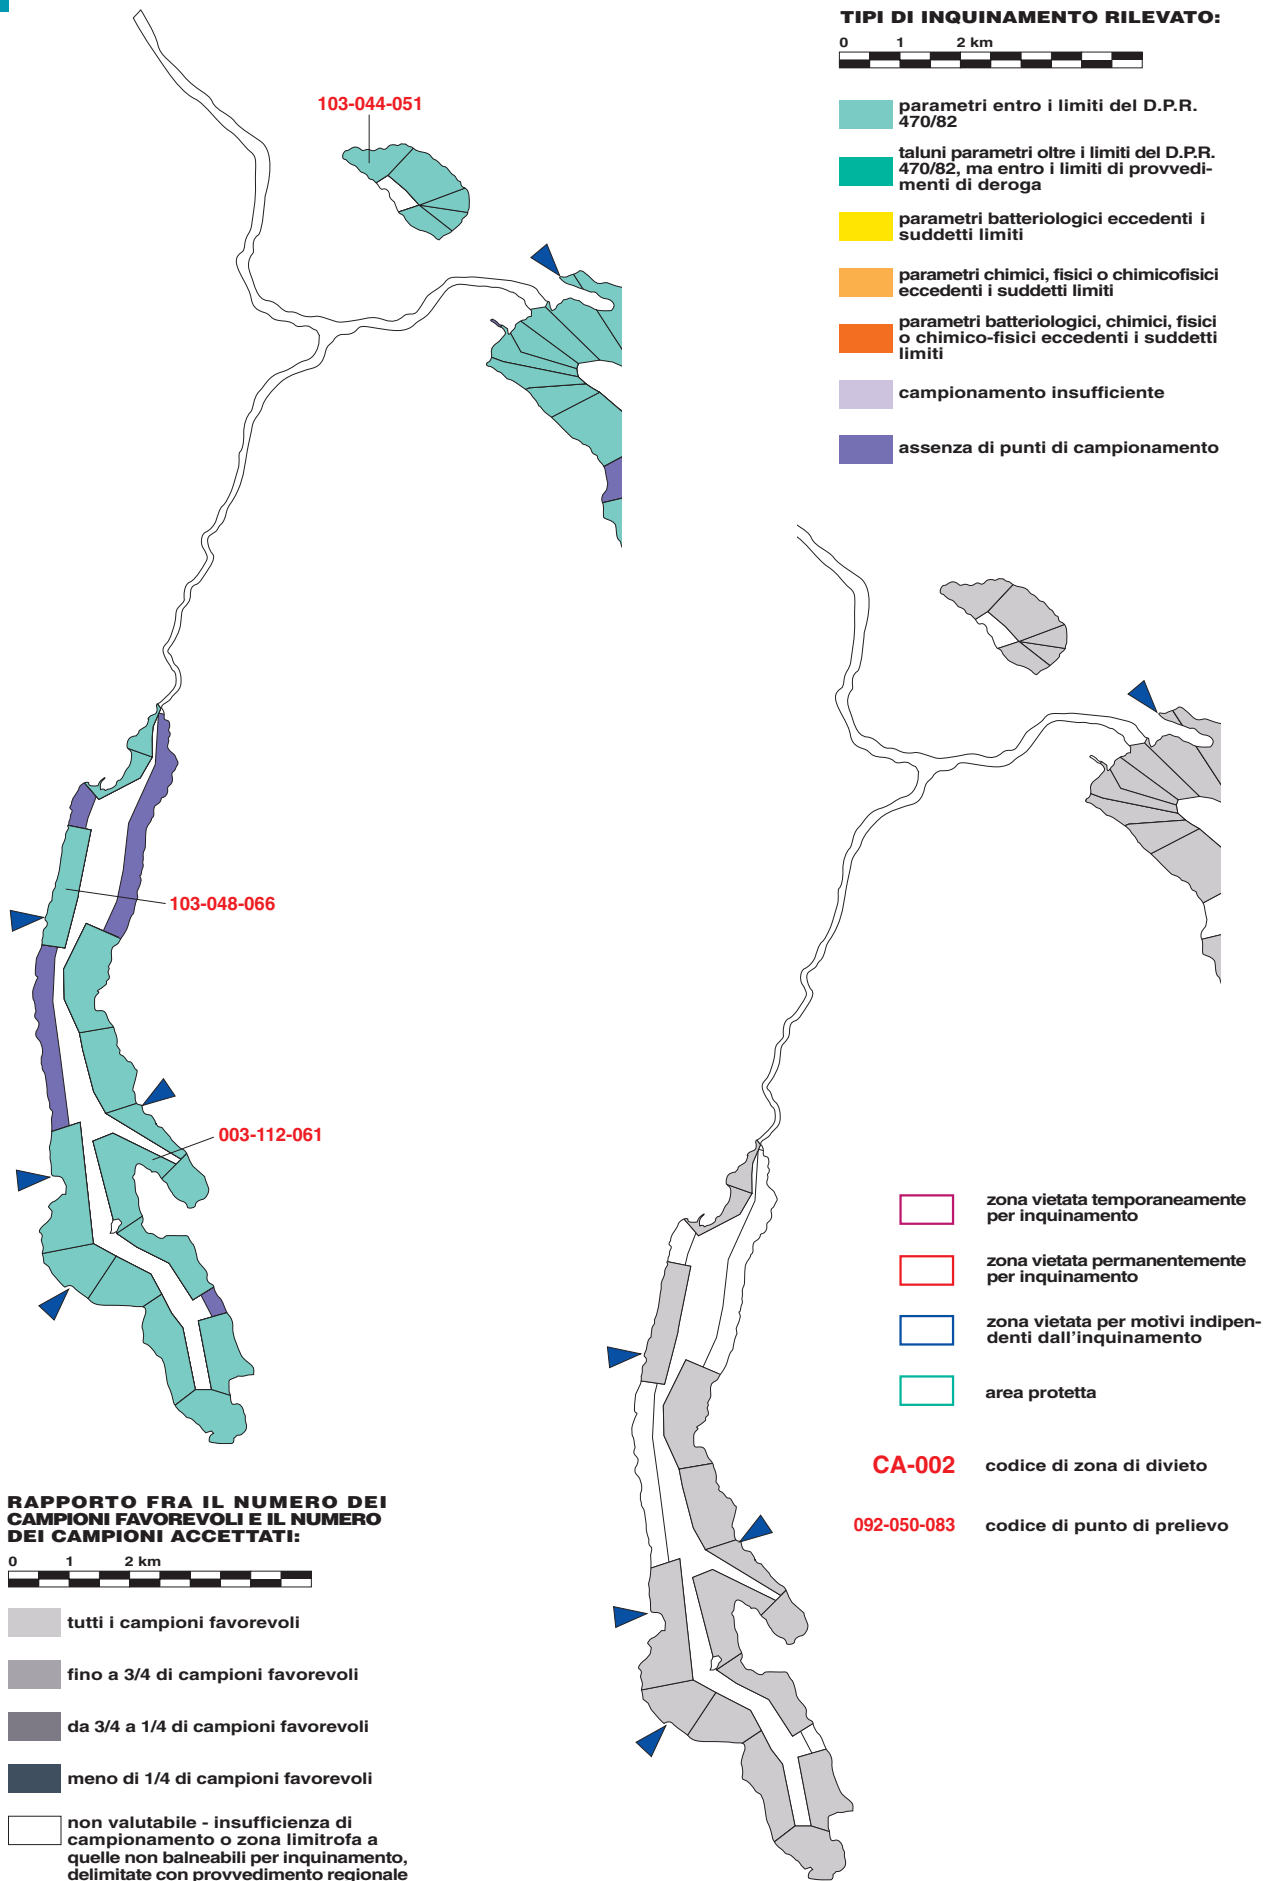 TIPI DI INQUINAMENTO RILEVATO:
0 1 2 km
parametri entro i limiti del D.P.R.
470/82
taluni parametri oltre i limiti del D.P.R.
470/82, ma entro i limiti di provvedi-
menti di deroga
parametri batteriologici eccedenti i
suddetti limiti
parametri chimici, fisici o chimicofisici
eccedenti i suddetti limiti
parametri batteriologici, chimici, fisici
o chimico-fisici eccedenti i suddetti
limiti
campionamento insufficiente
assenza di punti di campionamento
103-044-051
103-048-066
003-112-061
zona vietata temporaneamente
per inquinamento
zona vietata permanentemente
per inquinamento
zona vietata per motivi indipen-
denti dall'inquinamento
area protetta
CA-002 codice di zona di divieto
092-050-083 codice di punto di prelievo
RAPPORTO FRA IL NUMERO DEI
CAMPIONI FAVOREVOLI E IL NUMERO
DEI CAMPIONI ACCETTATI:
0 1 2 km
tutti i campioni favorevoli
fino a 3/4 di campioni favorevoli
da 3/4 a 1/4 di campioni favorevoli
meno di 1/4 di campioni favorevoli
non valutabile - insufficienza di
campionamento o zona limitrofa a
quelle non balneabili per inquinamento,
delimitate con provvedimento regionale